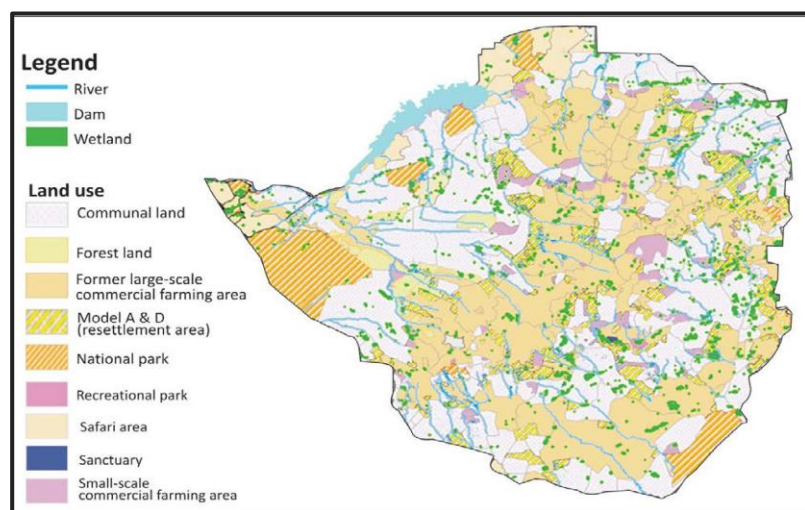 Legend
River
Dam
Wetland
Land use
Communal land
Forest land
Former large-scale
commercial farming area
Model A & D
(resettlement area)
National park
Recreational park
Safari area
Sanctuary
Small-scale
commercial farming area